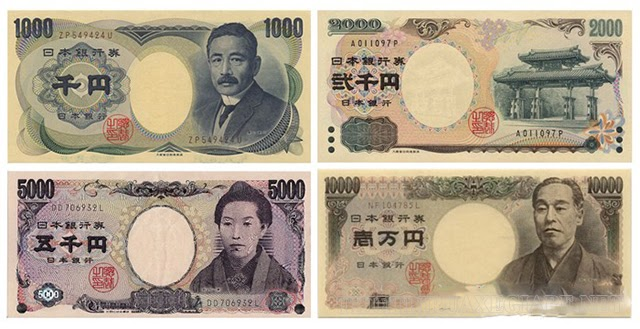 1000
1000
ZP549424U
日本銀行券
千円
日本銀行
ZP549424U
2000
2000
A011097P
日本銀行券
弐千円
日本銀行
A011097P
5000
5000
DD706932L
日本銀行券
五千円
日本銀行
5000
DD706932L
10000
10000
NF104783L
日本銀行券
壱万円
日本銀行